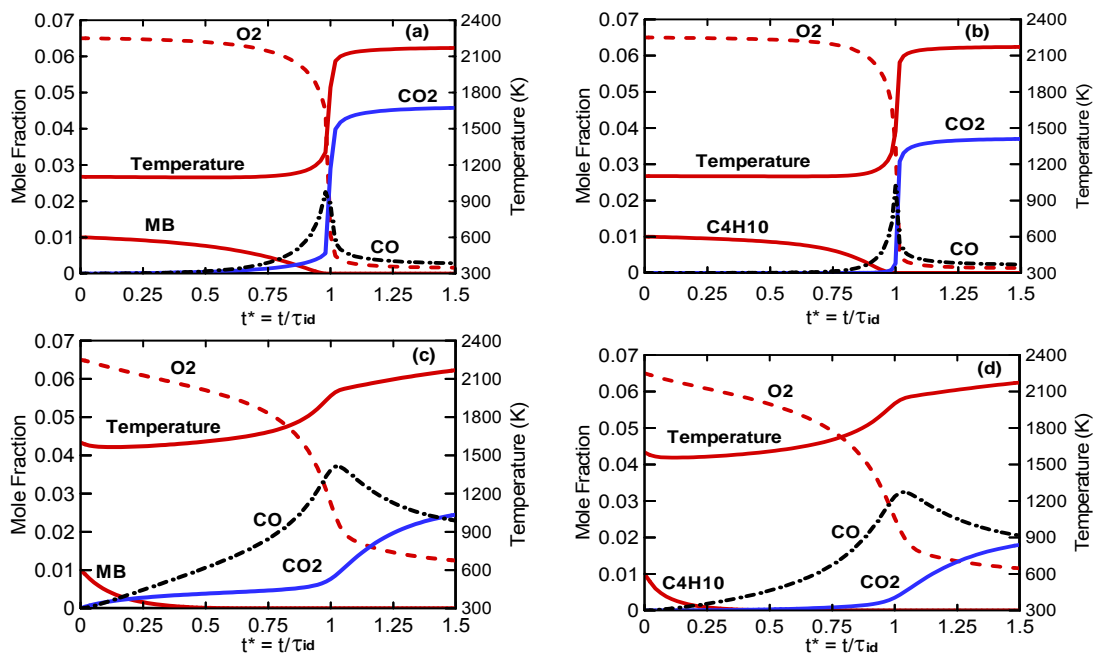 0.07
0.06
0.05
0.04
0.03
0.02
0.01
0
Mole Fraction
(a)
O2
CO2
Temperature
MB
CO
2400
2100
1800
1500
1200
900
600
300
Temperature (K)
0 0.25 0.5 0.75 1 1.25 1.5
t* = t/τid
0.07
0.06
0.05
0.04
0.03
0.02
0.01
0
Mole Fraction
(b)
O2
CO2
Temperature
C4H10
CO
2400
2100
1800
1500
1200
900
600
300
Temperature (K)
0 0.25 0.5 0.75 1 1.25 1.5
t* = t/τid
0.07
0.06
0.05
0.04
0.03
0.02
0.01
0
Mole Fraction
(c)
O2
Temperature
CO
MB
CO2
2400
2100
1800
1500
1200
900
600
300
Temperature (K)
0 0.25 0.5 0.75 1 1.25 1.5
t* = t/τid
0.07
0.06
0.05
0.04
0.03
0.02
0.01
0
Mole Fraction
(d)
O2
Temperature
CO
C4H10
CO2
2400
2100
1800
1500
1200
900
600
300
Temperature (K)
0 0.25 0.5 0.75 1 1.25 1.5
t* = t/τid